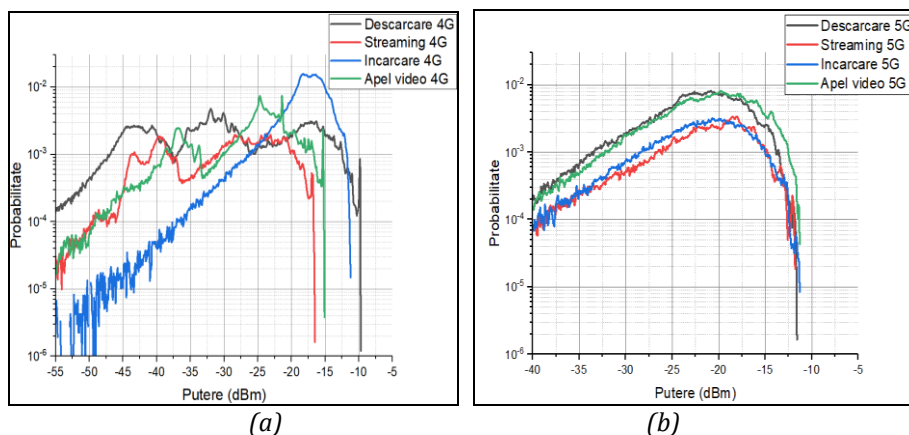 (a)
Descarcare 4G
Streaming 4G
Incarcare 4G
Apel video 4G
Probabilitate
10⁻²
10⁻³
10⁻⁴
10⁻⁵
10⁻⁶
-55 -50 -45 -40 -35 -30 -25 -20 -15 -10 -5
Putere (dBm)
(a)
(b)
Descarcare 5G
Streaming 5G
Incarcare 5G
Apel video 5G
Probabilitate
10⁻¹
10⁻²
10⁻³
10⁻⁴
10⁻⁵
10⁻⁶
-40 -35 -30 -25 -20 -15 -10 -5
Putere (dBm)
(b)